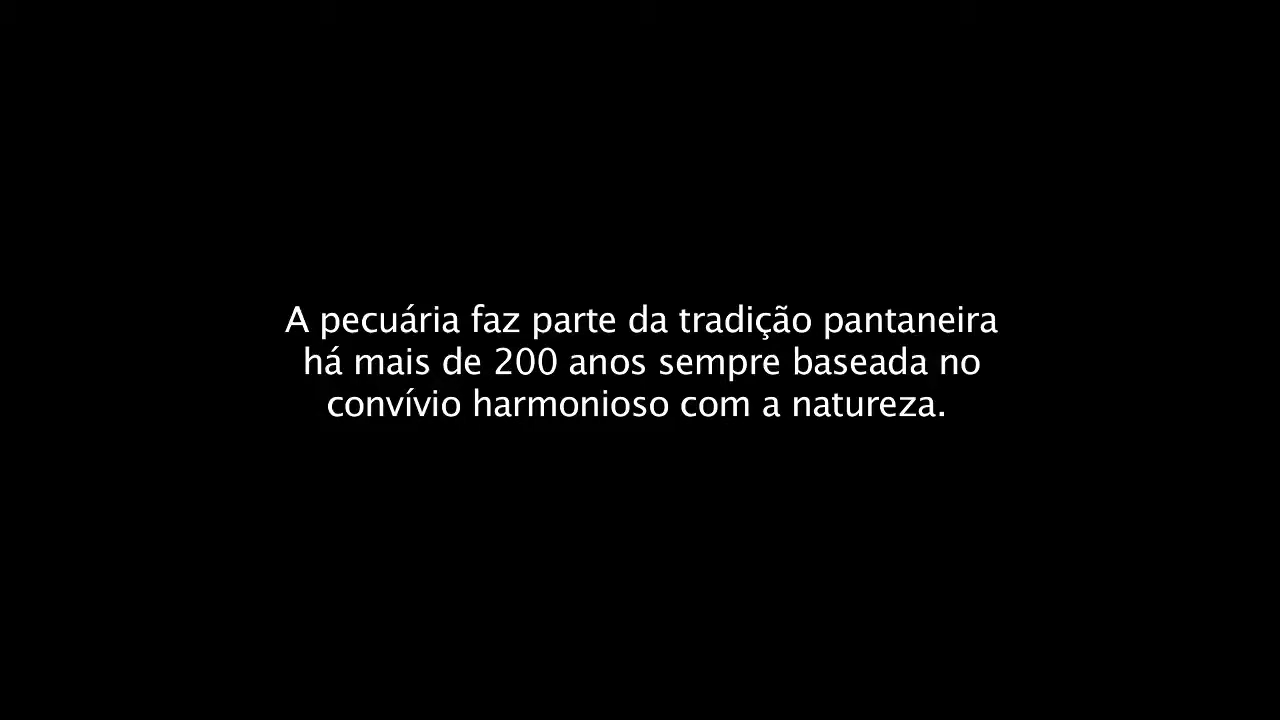 A pecuária faz parte da tradição pantaneira
há mais de 200 anos sempre baseada no
convívio harmonioso com a natureza.